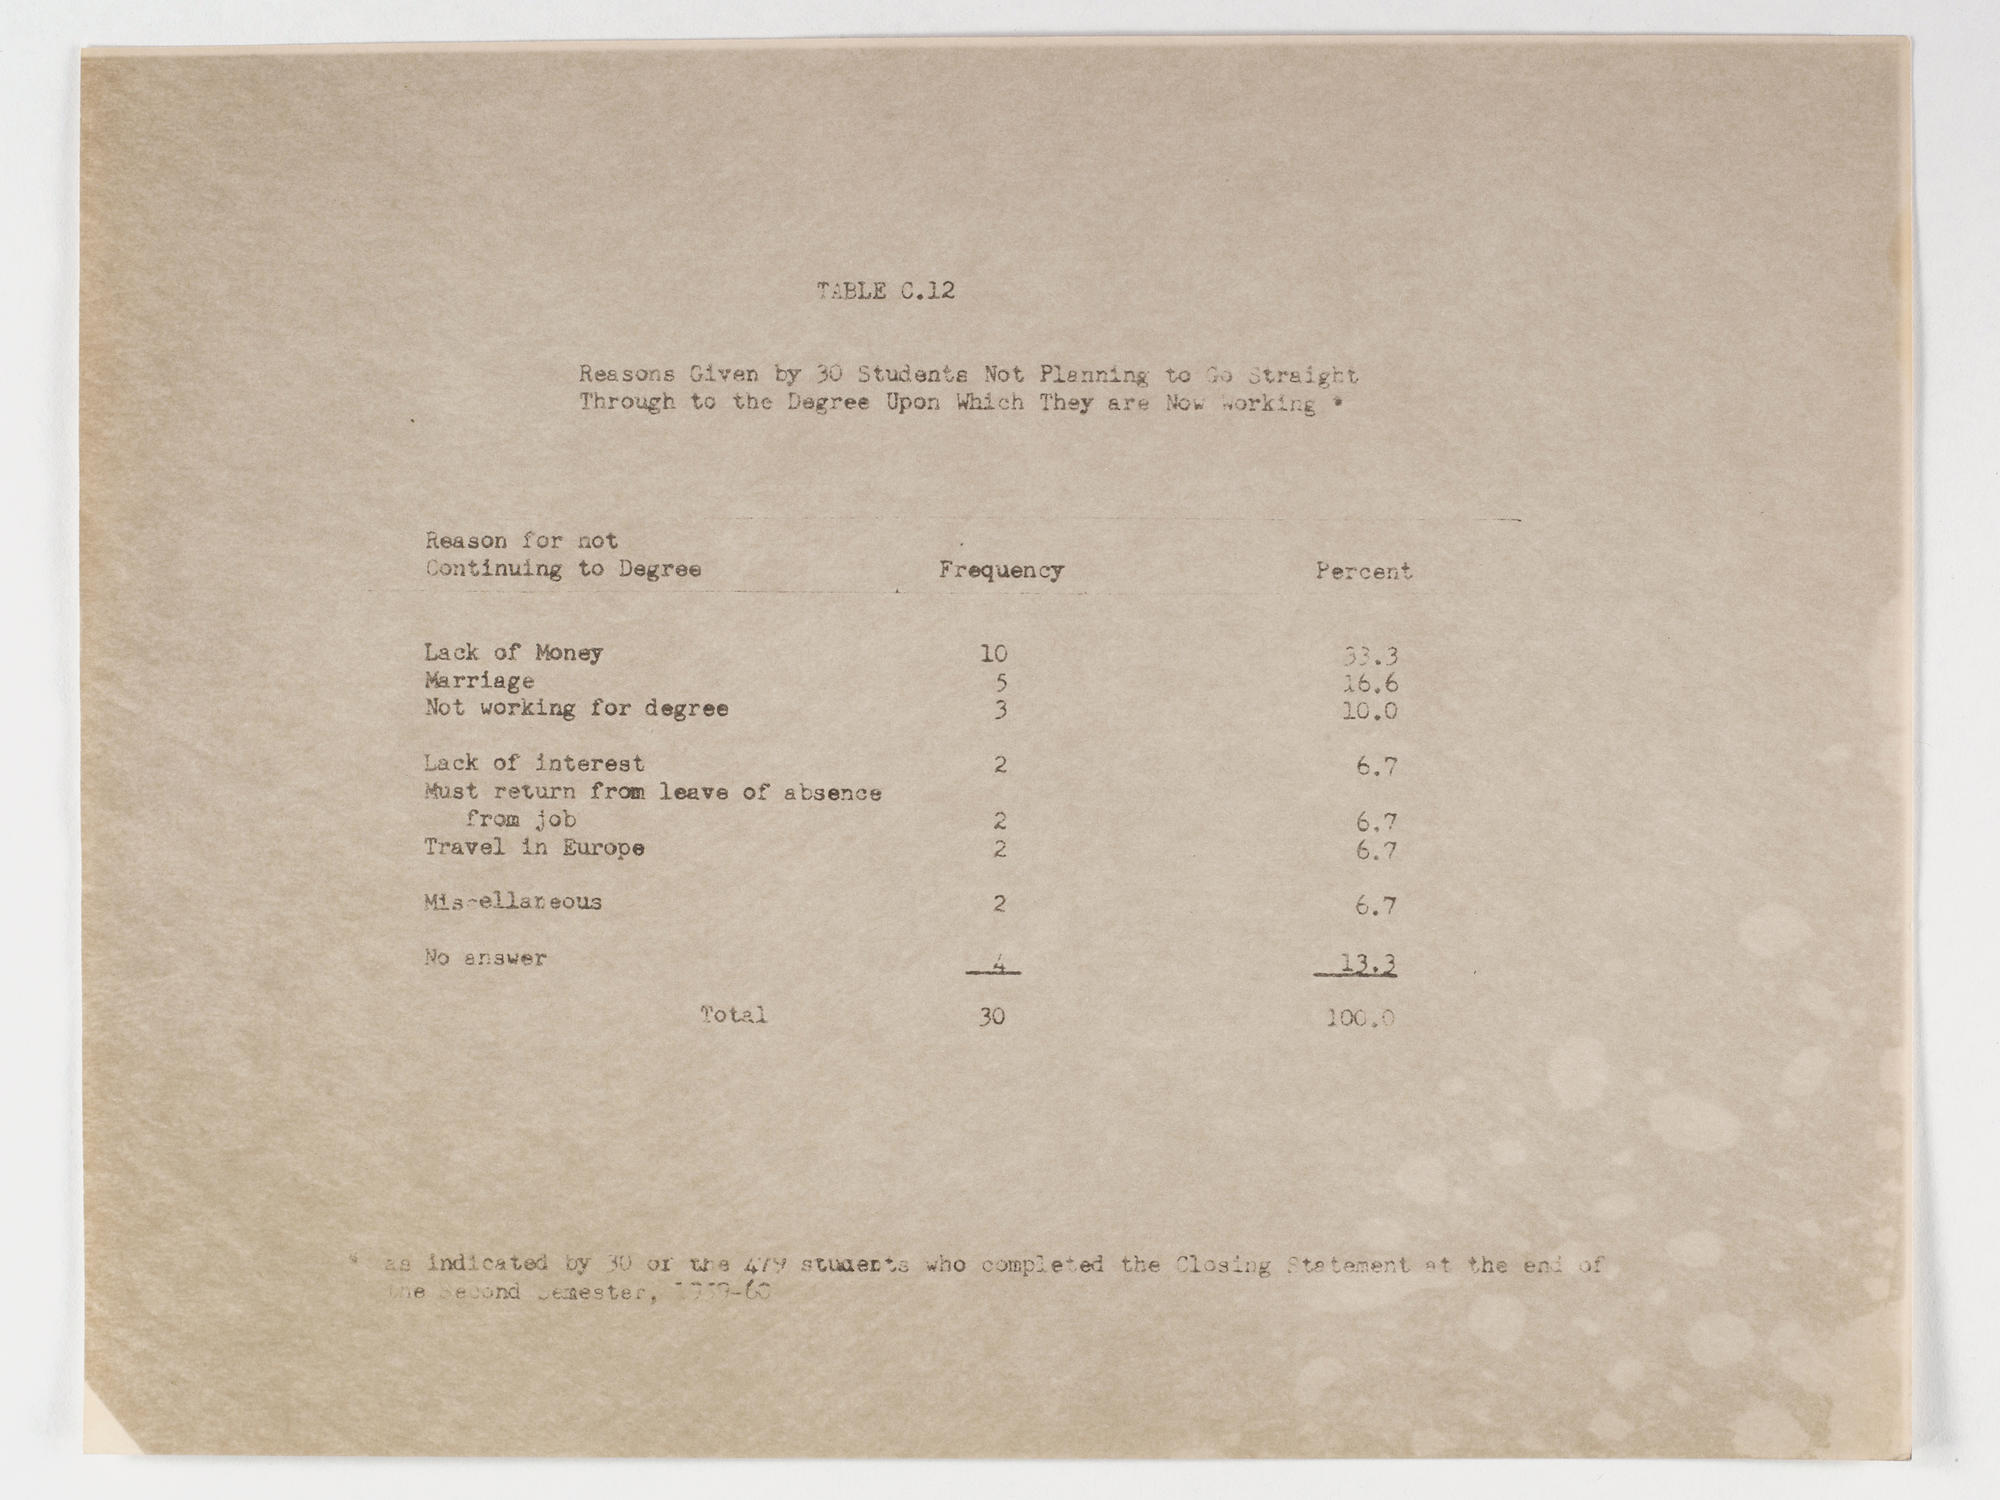 TABLE C.12
Reasons Given by 30 Students Not Planning to Go Straight
Through to the Degree Upon Which They are Now Working *
Reason for not
Continuing to Degree Frequency Percent
Lack of Money 10 33.3
Marriage 5 16.6
Not working for degree 3 10.0
Lack of interest 2 6.7
Must return from leave of absence
from job 2 6.7
Travel in Europe 2 6.7
Miscellaneous 2 6.7
No answer 4 13.3
Total 30 100.0
* as indicated by 30 of the 479 students who completed the Closing Statement at the end of
the Second Semester, 1959-60